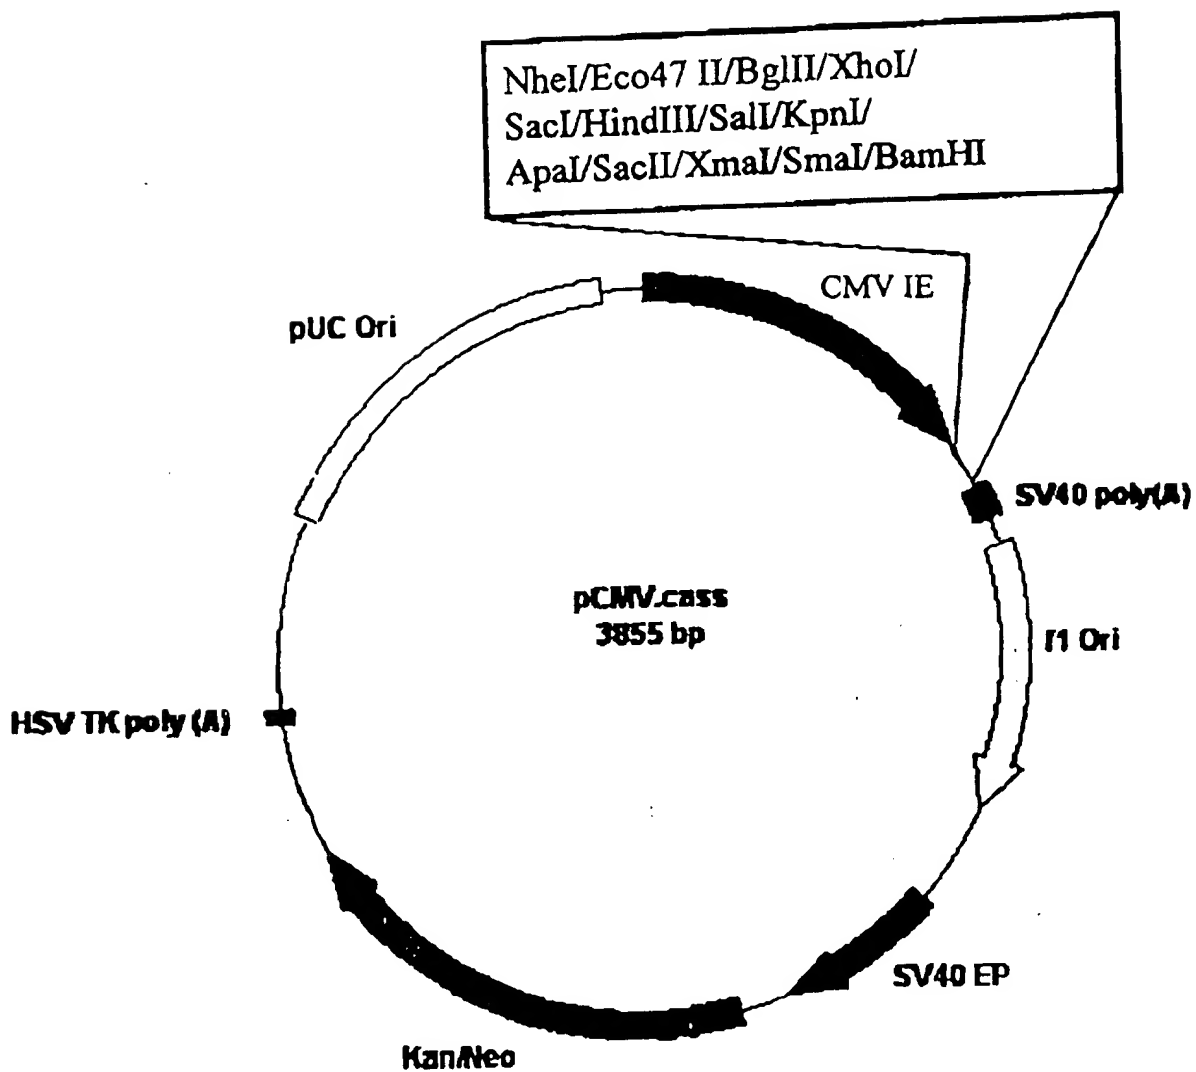 NheI/Eco47 II/BglII/XhoI/
SacI/HindIII/SalI/KpnI/
ApaI/SacII/XmaI/SmaI/BamHI
CMV IE
pUC Ori
SV40 poly(A)
pCMV.cass
3855 bp
f1 Ori
HSV TK poly (A)
SV40 EP
Kan/Neo